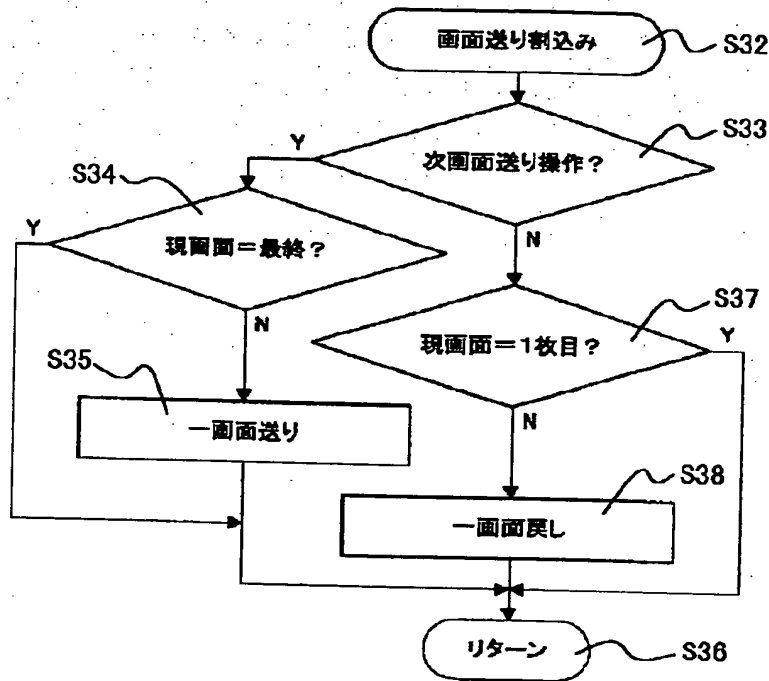 画面送り割込み
S32
S33
Y
次画面送り操作?
S34
Y
現画面=最終?
N
S37
N
現画面=1枚目?
Y
S35
一画面送り
N
S38
一画面戻し
リターン
S36